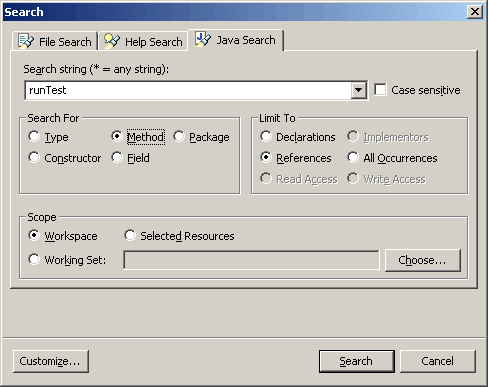 Search
File Search Help Search Java Search
Search string (* = any string):
runTest Case sensitive
Search For Limit To
Type Method Package Declarations Implementors
Constructor Field References All Occurrences
Read Access Write Access
Scope
Workspace Selected Resources
Working Set: Choose...
Customize... Search Cancel